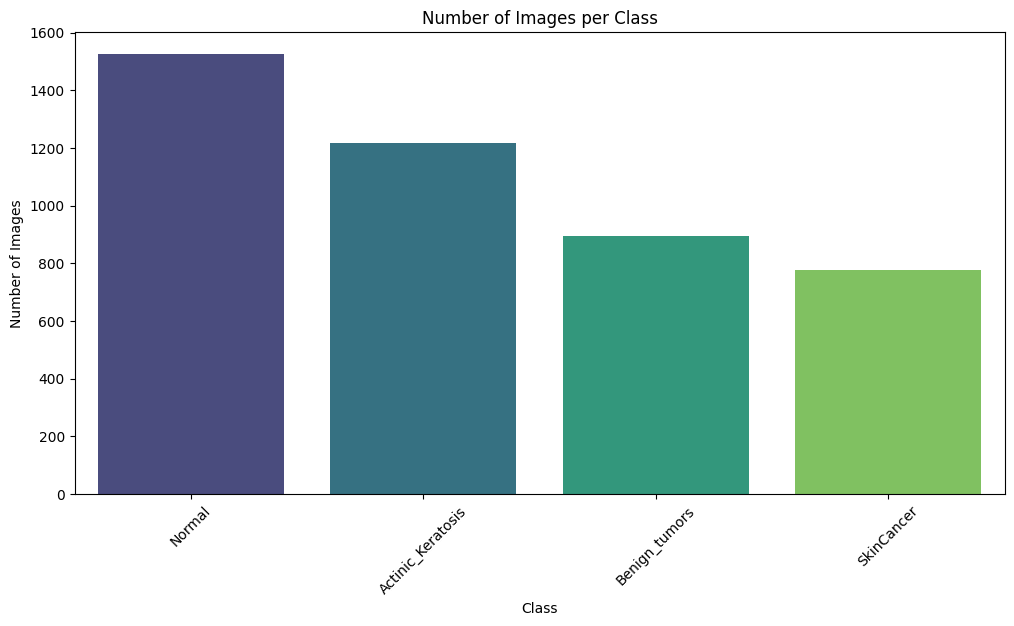 Number of Images per Class
Number of Images
1600
1400
1200
1000
800
600
400
200
0
Normal
Actinic_Keratosis
Benign_tumors
SkinCancer
Class